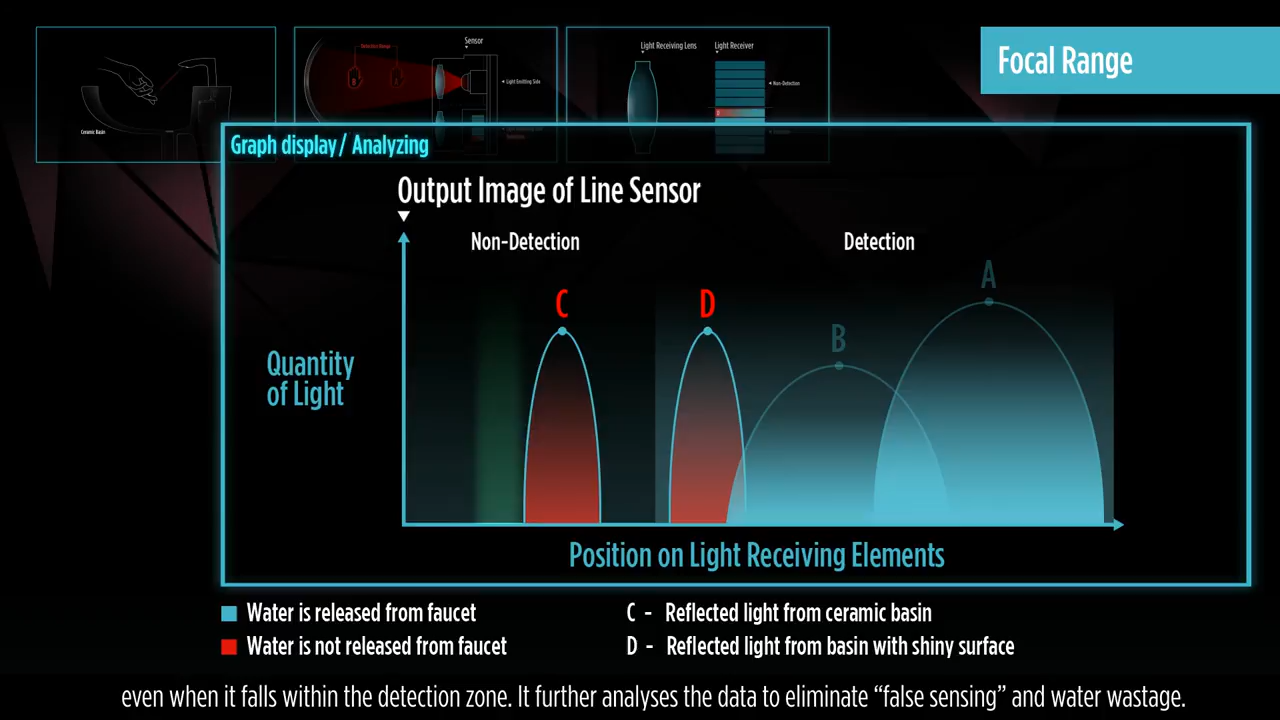 Focal Range
Sensor
Detection Range
B
A
Light Emitting Side
Ceramic Basin
Light Receiving Lens
Light Receiver
Non-Detection
D
Graph display/ Analyzing
Output Image of Line Sensor
Non-Detection
Detection
A
C
D
B
Quantity
of Light
Position on Light Receiving Elements
Water is released from faucet
C - Reflected light from ceramic basin
Water is not released from faucet
D - Reflected light from basin with shiny surface
even when it falls within the detection zone. It further analyses the data to eliminate “false sensing” and water wastage.